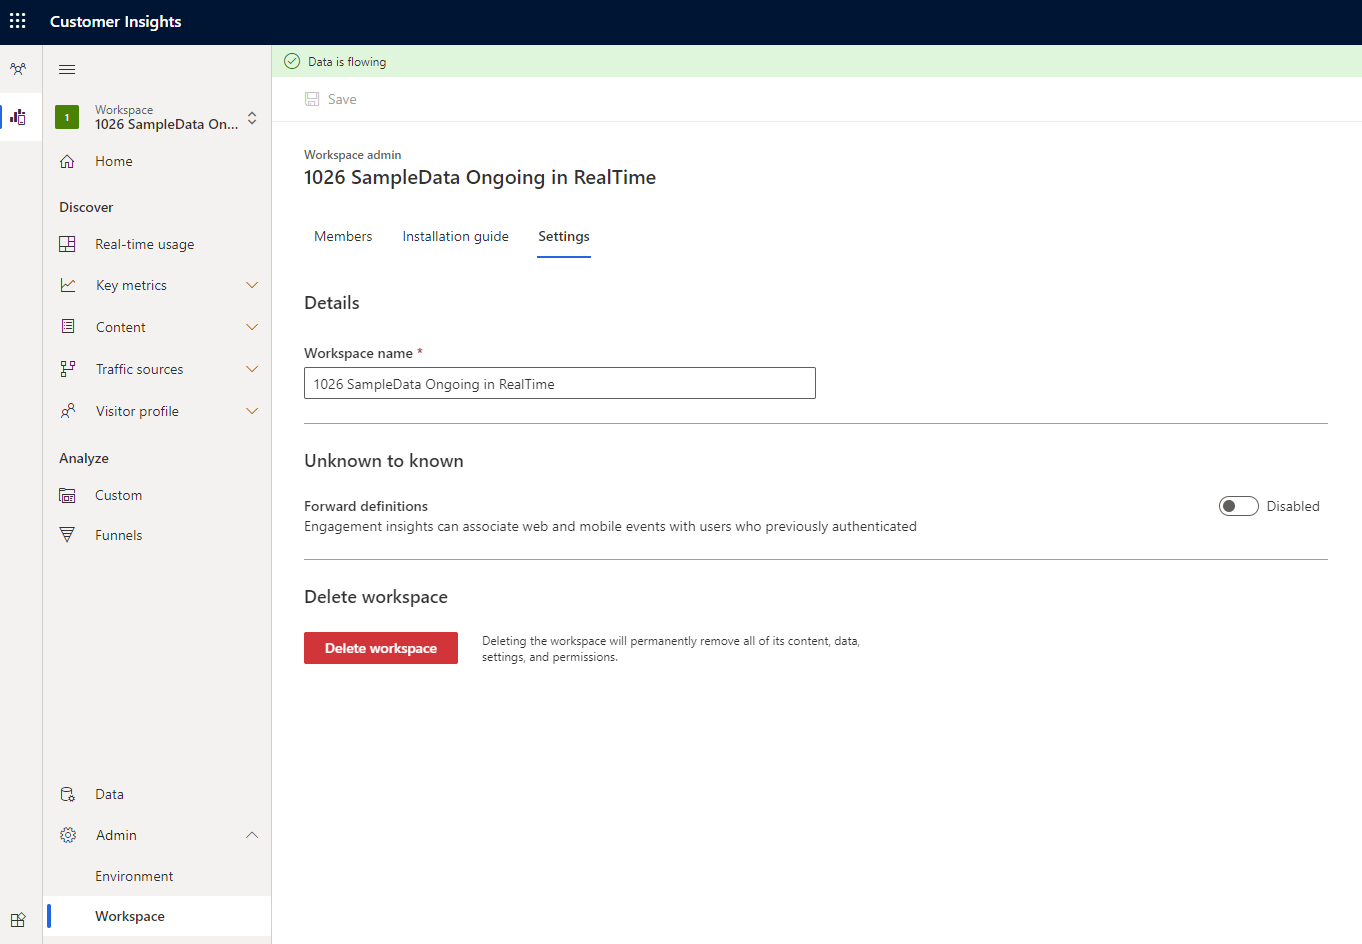 Customer Insights
Data is flowing
Save
1
Workspace
1026 SampleData On...
Home
Discover
Real-time usage
Key metrics
Content
Traffic sources
Visitor profile
Analyze
Custom
Funnels
Data
Admin
Environment
Workspace
Workspace admin
1026 SampleData Ongoing in RealTime
Members
Installation guide
Settings
Details
Workspace name *
1026 SampleData Ongoing in RealTime
Unknown to known
Forward definitions
Engagement insights can associate web and mobile events with users who previously authenticated
Disabled
Delete workspace
Delete workspace
Deleting the workspace will permanently remove all of its content, data,
settings, and permissions.